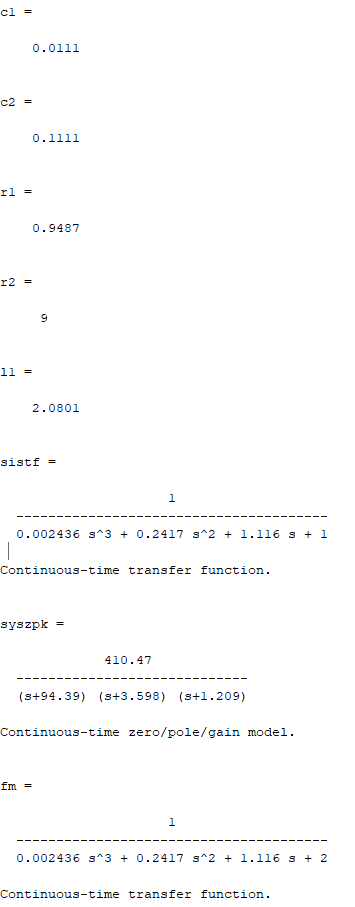 c1 =
0.0111
c2 =
0.1111
r1 =
0.9487
r2 =
9
l1 =
2.0801
sistf =
1
---------------------------------------
0.002436 s^3 + 0.2417 s^2 + 1.116 s + 1
Continuous-time transfer function.
syszpk =
410.47
-----------------------------
(s+94.39) (s+3.598) (s+1.209)
Continuous-time zero/pole/gain model.
fm =
1
---------------------------------------
0.002436 s^3 + 0.2417 s^2 + 1.116 s + 2
Continuous-time transfer function.